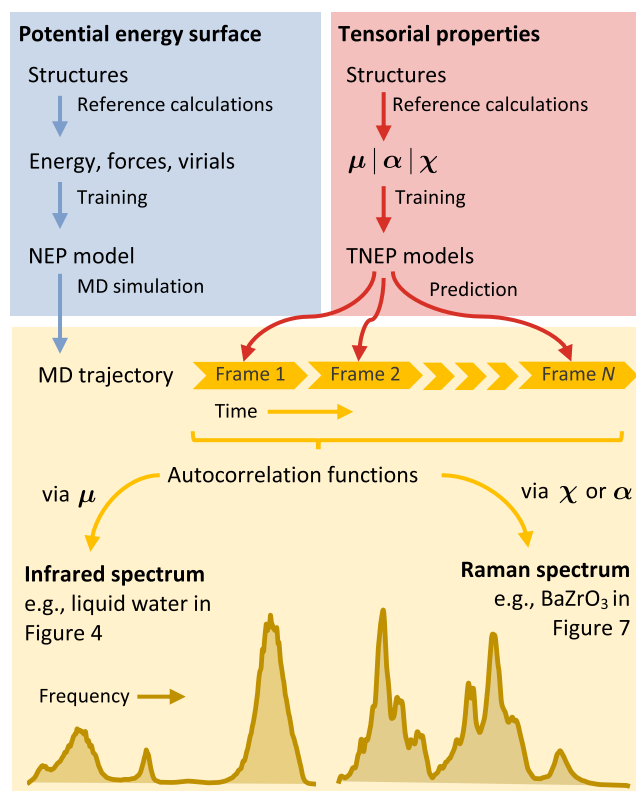 Potential energy surface
Structures
Reference calculations
Energy, forces, virials
Training
NEP model
MD simulation
Tensorial properties
Structures
Reference calculations
μ | α | χ
Training
TNEP models
Prediction
MD trajectory
Frame 1
Frame 2
Frame N
Time
Autocorrelation functions
via μ
via χ or α
Infrared spectrum
e.g., liquid water in
Figure 4
Raman spectrum
e.g., BaZrO₃ in
Figure 7
Frequency